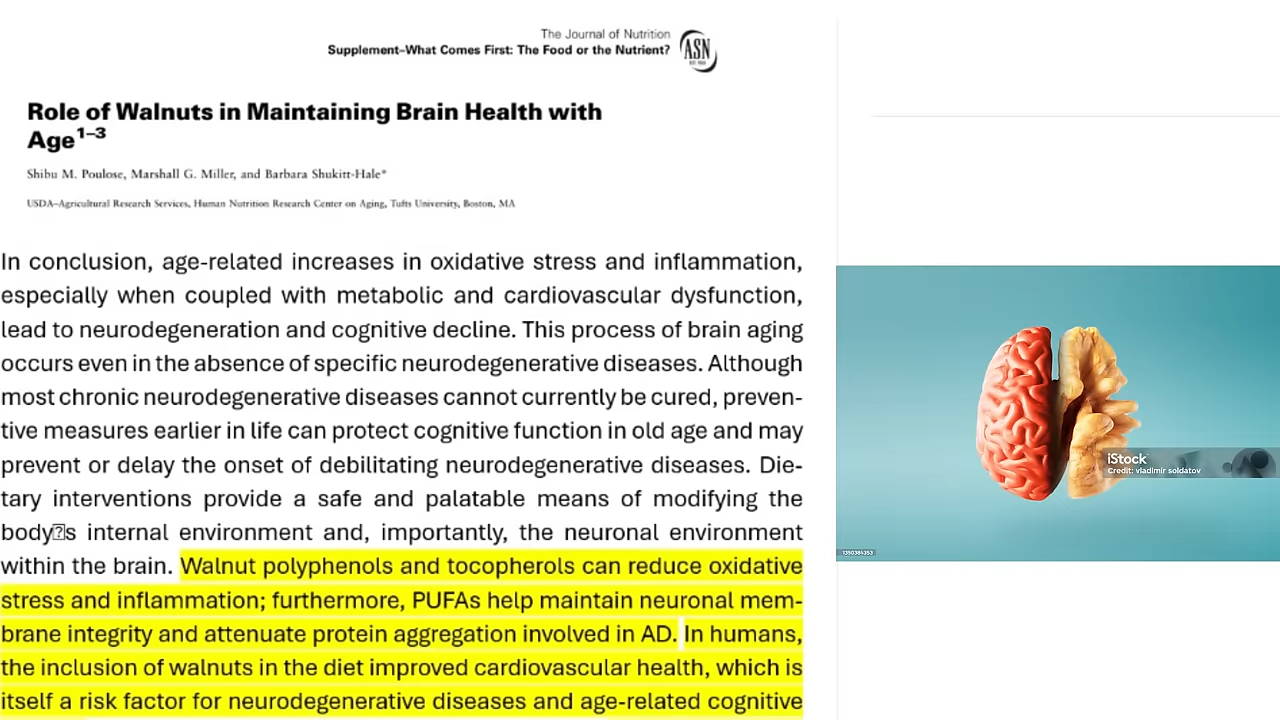 The Journal of Nutrition
Supplement–What Comes First: The Food or the Nutrient?
ASN
Role of Walnuts in Maintaining Brain Health with
Age1–3
Shibu M. Poulose, Marshall G. Miller, and Barbara Shukitt-Hale*
USDA–Agricultural Research Services, Human Nutrition Research Center on Aging, Tufts University, Boston, MA
In conclusion, age-related increases in oxidative stress and inflammation,
especially when coupled with metabolic and cardiovascular dysfunction,
lead to neurodegeneration and cognitive decline. This process of brain aging
occurs even in the absence of specific neurodegenerative diseases. Although
most chronic neurodegenerative diseases cannot currently be cured, preven-
tive measures earlier in life can protect cognitive function in old age and may
prevent or delay the onset of debilitating neurodegenerative diseases. Die-
tary interventions provide a safe and palatable means of modifying the
body�s internal environment and, importantly, the neuronal environment
within the brain. Walnut polyphenols and tocopherols can reduce oxidative
stress and inflammation; furthermore, PUFAs help maintain neuronal mem-
brane integrity and attenuate protein aggregation involved in AD. In humans,
the inclusion of walnuts in the diet improved cardiovascular health, which is
itself a risk factor for neurodegenerative diseases and age-related cognitive
iStock
Credit: vladimir soldatov
1350384353